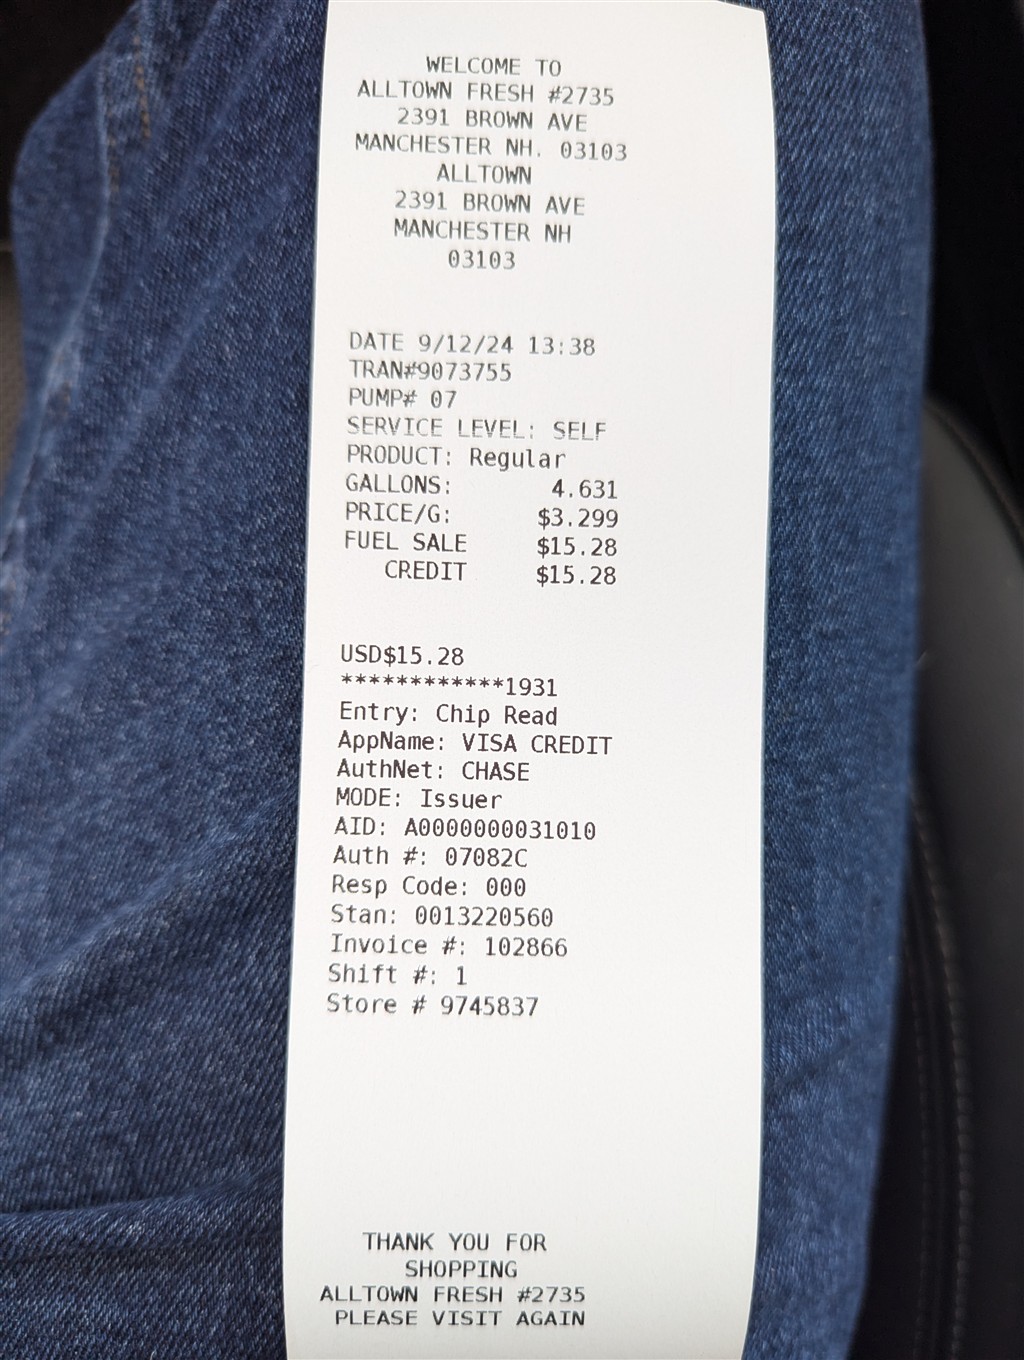 WELCOME TO
ALLTOWN FRESH #2735
2391 BROWN AVE
MANCHESTER NH. 03103
ALLTOWN
2391 BROWN AVE
MANCHESTER NH
03103
DATE 9/12/24 13:38
TRAN#9073755
PUMP# 07
SERVICE LEVEL: SELF
PRODUCT: Regular
GALLONS: 4.631
PRICE/G: $3.299
FUEL SALE $15.28
CREDIT $15.28
USD$15.28
************1931
Entry: Chip Read
AppName: VISA CREDIT
AuthNet: CHASE
MODE: Issuer
AID: A0000000031010
Auth #: 07082C
Resp Code: 000
Stan: 0013220560
Invoice #: 102866
Shift #: 1
Store # 9745837
THANK YOU FOR
SHOPPING
ALLTOWN FRESH #2735
PLEASE VISIT AGAIN